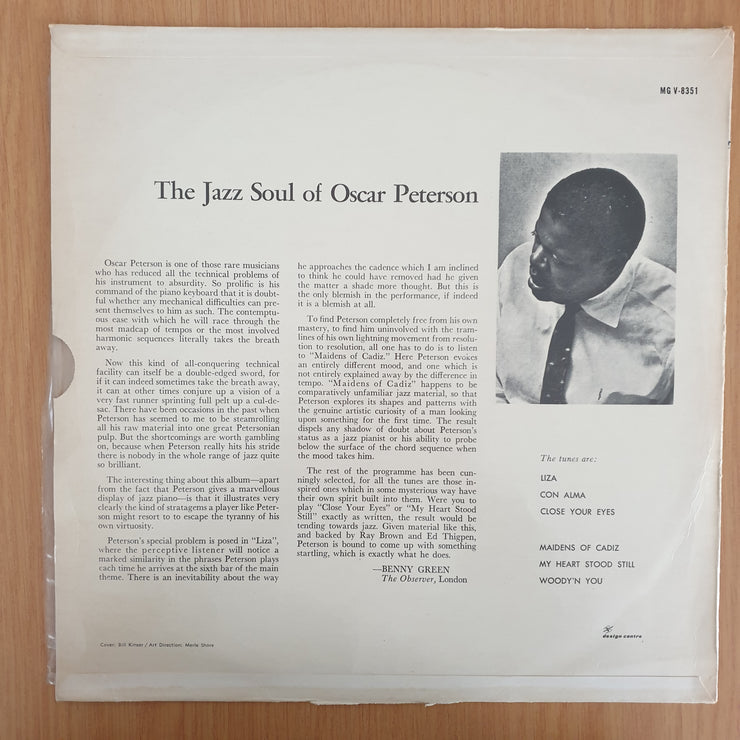 MG V-8351
The Jazz Soul of Oscar Peterson
Oscar Peterson is one of those rare musicians
who has reduced all the technical problems of
his instrument to absurdity. So prolific is his
command of the piano keyboard that it is doubt-
ful whether any mechanical difficulties can pre-
sent themselves to him as such. The contemptu-
ous ease with which he will race through the
most madcap of tempos or the most involved
harmonic sequences literally takes the breath
away.
Now this kind of all-conquering technical
facility can itself be a double-edged sword, for
if it can indeed sometimes take the breath away,
it can at other times conjure up a vision of a
very fast runner sprinting full pelt up a cul-de-
sac. There have been occasions in the past when
Peterson has seemed to me to be steamrolling
all his raw material into one great Petersonian
pulp. But the shortcomings are worth gambling
on, because when Peterson really hits his stride
there is nobody in the whole range of jazz quite
so brilliant.
The interesting thing about this album—apart
from the fact that Peterson gives a marvellous
display of jazz piano—is that it illustrates very
clearly the kind of stratagems a player like Peter-
son might resort to to escape the tyranny of his
own virtuosity.
Peterson's special problem is posed in "Liza",
where the perceptive listener will notice a
marked similarity in the phrases Peterson plays
each time he arrives at the sixth bar of the main
theme. There is an inevitability about the way
he approaches the cadence which I am inclined
to think he could have removed had he given
the matter a shade more thought. But this is
the only blemish in the performance, if indeed
it is a blemish at all.
To find Peterson completely free from his own
mastery, to find him uninvolved with the tram-
lines of his own lightning movement from reso-
lution to resolution, all one has to do is listen
to "Maidens of Cadiz." Here Peterson evokes
an entirely different mood, and one which is
not entirely explained away by the difference in
tempo. "Maidens of Cadiz" happens to be
comparatively unfamiliar jazz material, so that
Peterson explores its shapes and patterns with
the genuine artistic curiosity of a man looking
upon something for the first time. The result
dispels any shadow of doubt about Peterson's
status as a jazz pianist or his ability to probe
below the surface of the chord sequence when
the mood takes him.
The rest of the programme has been cun-
ningly selected, for all the tunes are those in-
spired ones which in some mysterious way have
their own spirit built into them. Were you to
play "Close Your Eyes" or "My Heart Stood
Still" exactly as written, the result would be
tending towards jazz. Given material like this,
and backed by Ray Brown and Ed Thigpen,
Peterson is bound to come up with something
startling, which is exactly what he does.
—BENNY GREEN
The Observer, London
The tunes are:
LIZA
CON ALMA
CLOSE YOUR EYES
MAIDENS OF CADIZ
MY HEART STOOD STILL
WOODY'N YOU
design centre
Cover: Bill Kinser / Art Direction: Merle Shore